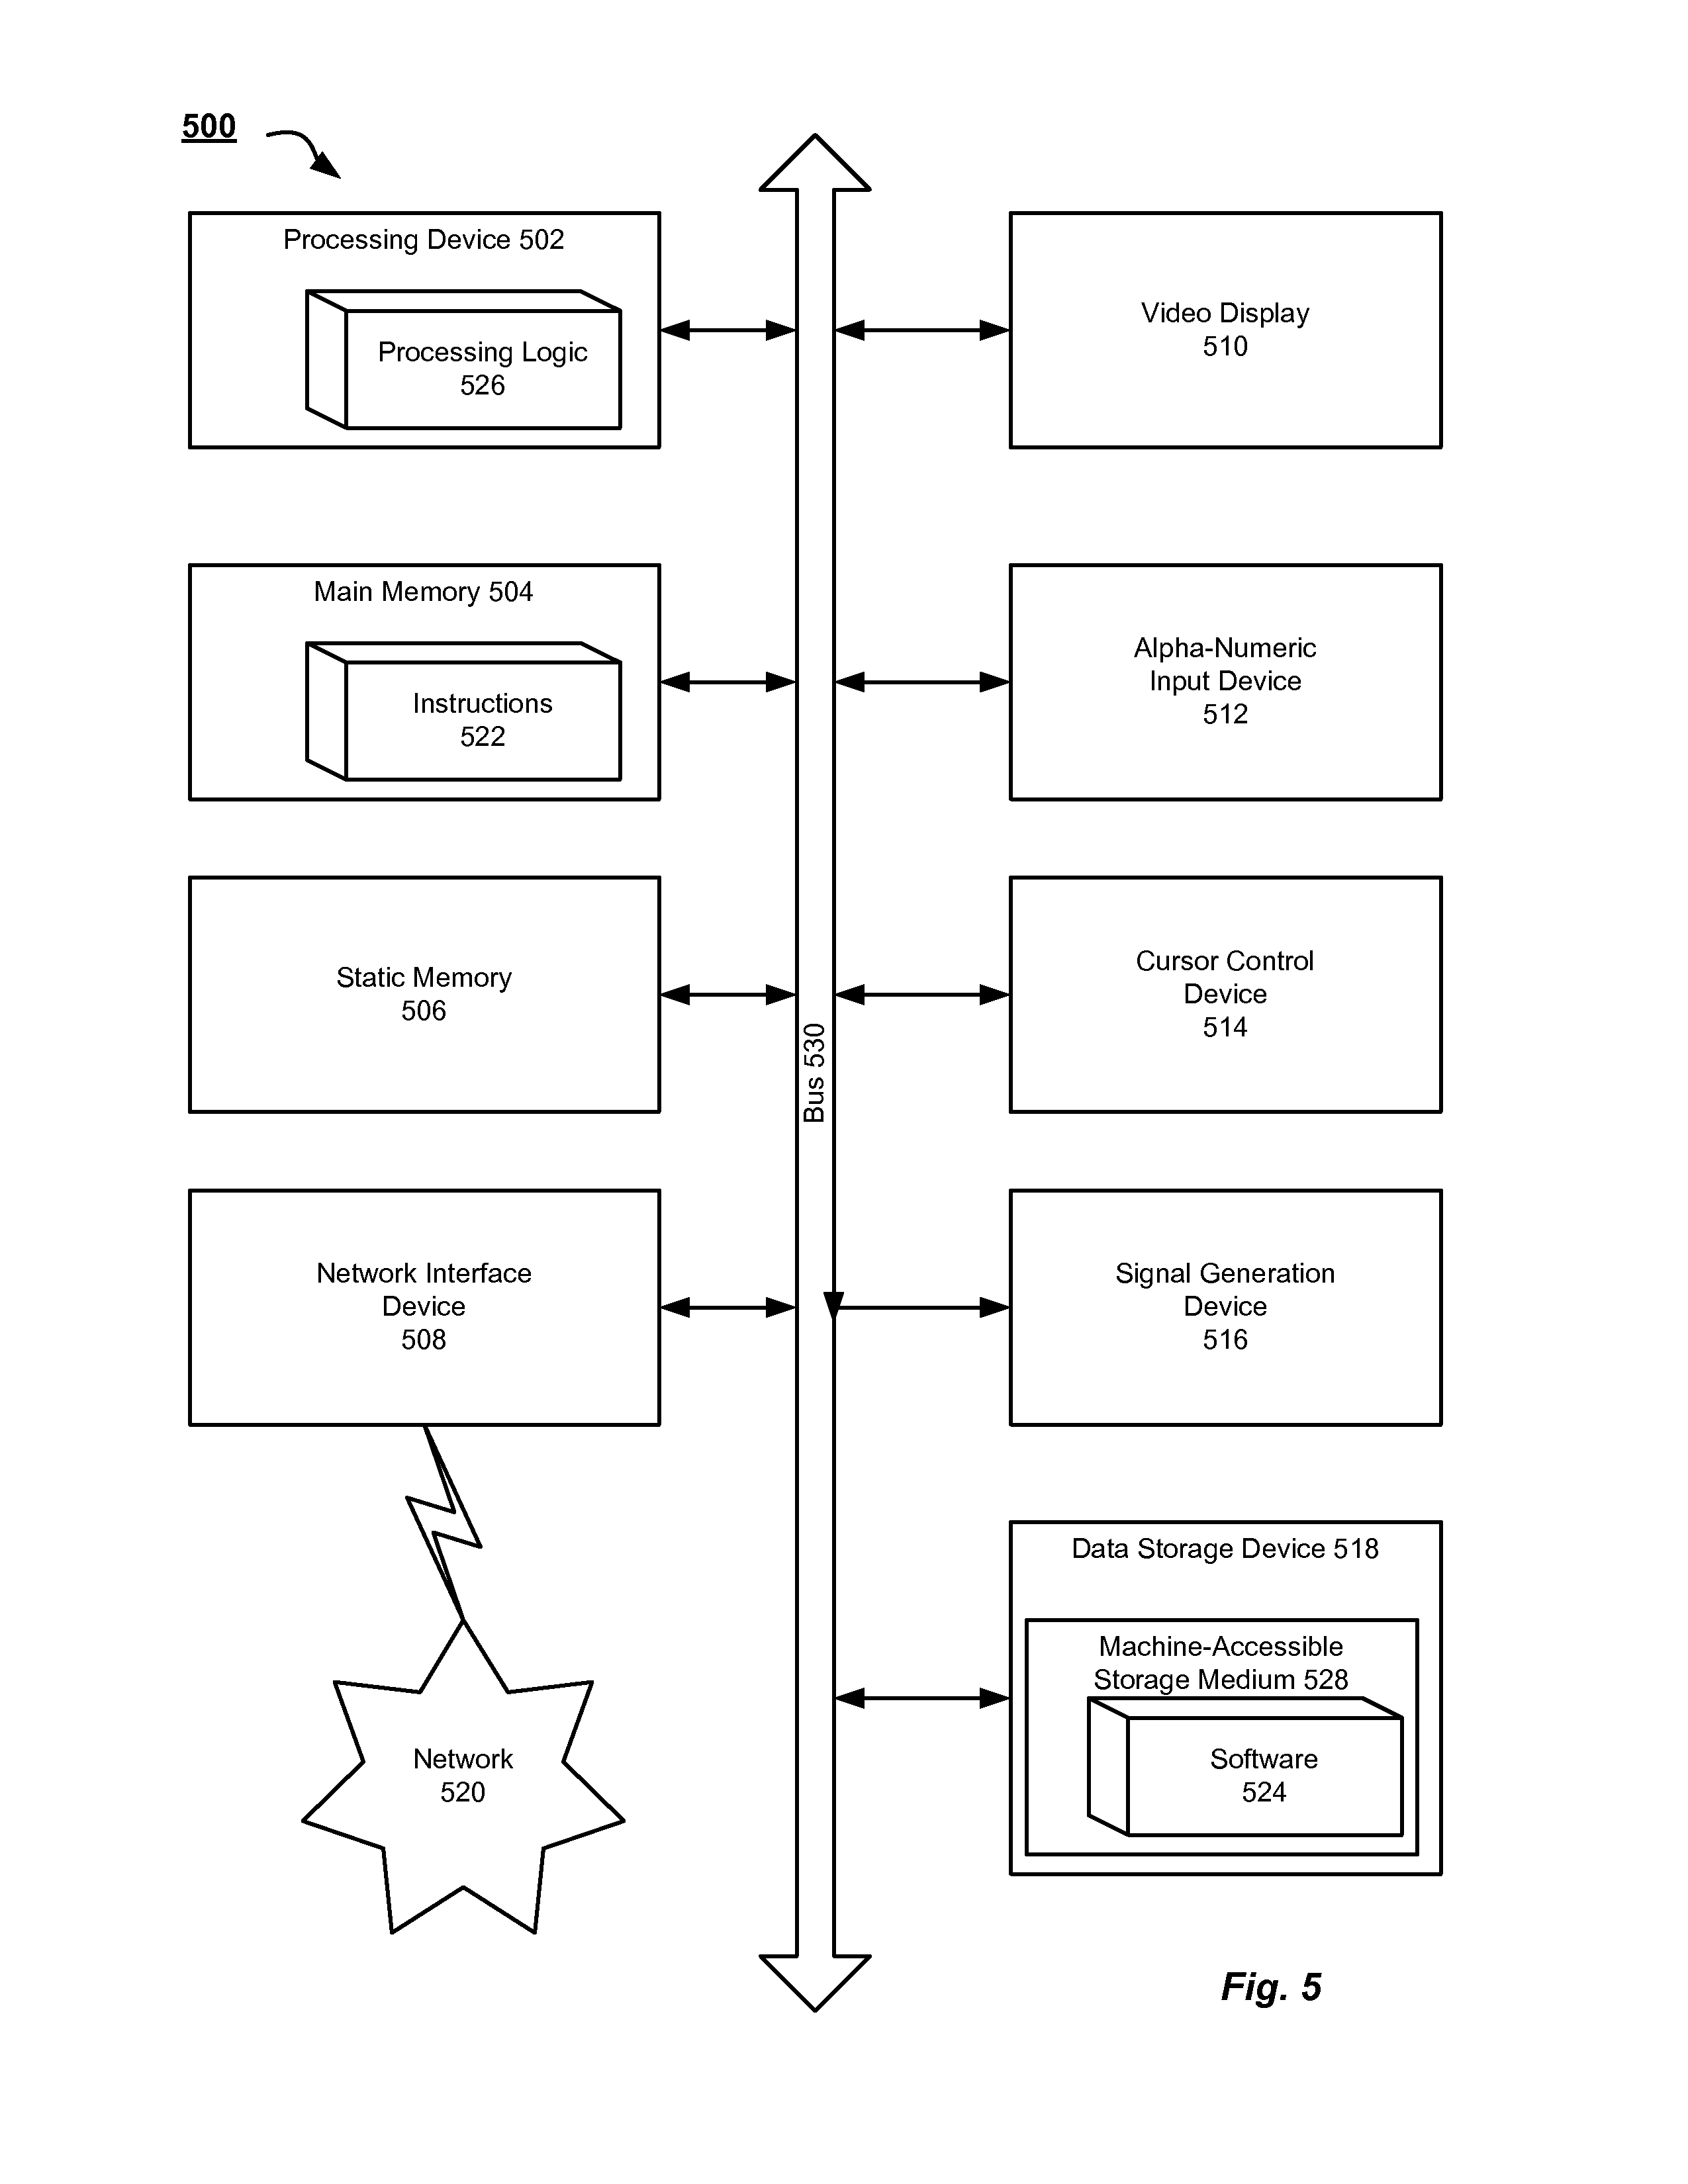 500
Processing Device 502
Processing Logic
526
Video Display
510
Main Memory 504
Instructions
522
Alpha-Numeric
Input Device
512
Static Memory
506
Cursor Control
Device
514
Bus 530
Network Interface
Device
508
Signal Generation
Device
516
Data Storage Device 518
Machine-Accessible
Storage Medium 528
Software
524
Network
520
Fig. 5